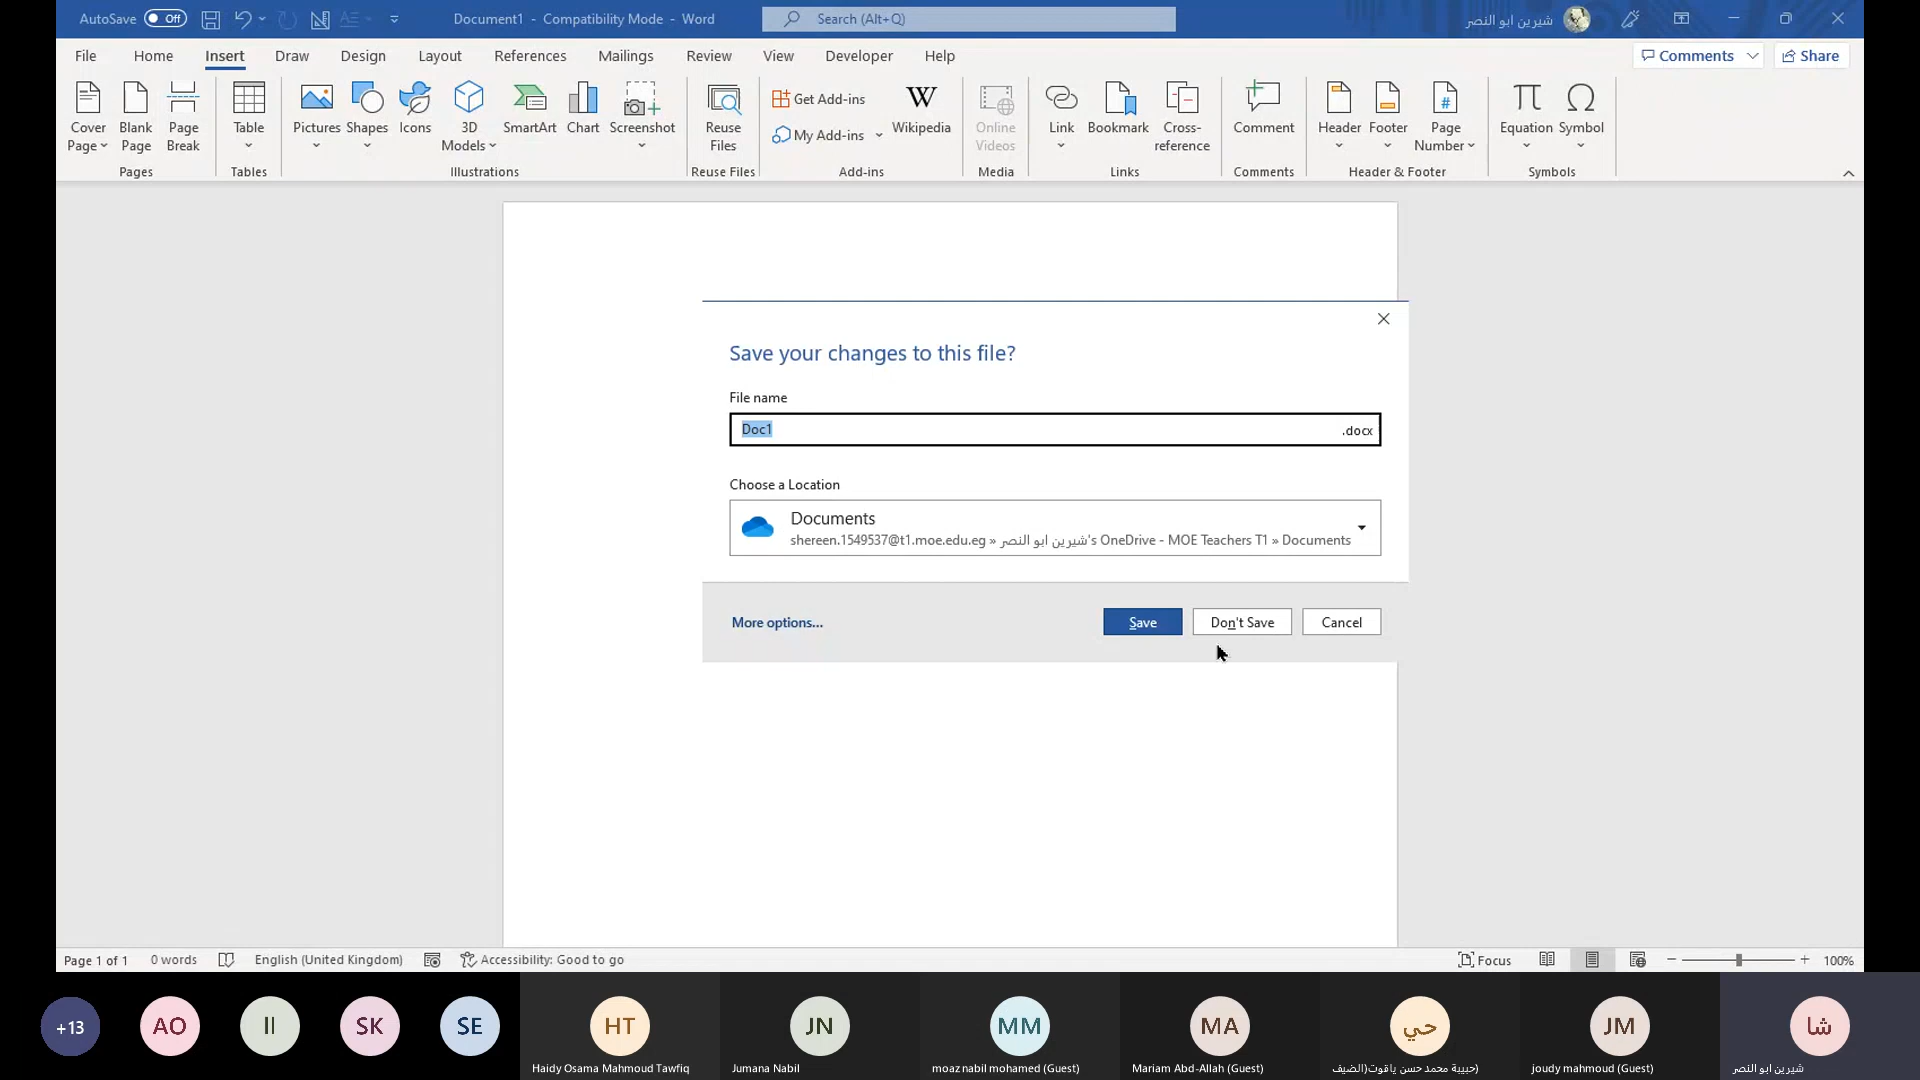 AutoSave Off
Document1 - Compatibility Mode - Word
Search (Alt+Q)
شيرين ابو النصر
File Home Insert Draw Design Layout References Mailings Review View Developer Help
Comments Share
Cover Page
Blank Page
Page Break
Table
Pictures
Shapes
Icons
3D Models
SmartArt
Chart
Screenshot
Reuse Files
Get Add-ins
My Add-ins
W
Wikipedia
Online Videos
Link
Bookmark
Cross-reference
Comment
Header
Footer
#
Page Number
π
Equation
Ω
Symbol
Pages Tables Illustrations Reuse Files Add-ins Media Links Comments Header & Footer Symbols
Save your changes to this file?
File name
Doc1 .docx
Choose a Location
Documents
shereen.1549537@t1.moe.edu.eg » شيرين ابو النصر's OneDrive - MOE Teachers T1 » Documents
More options... Save Don't Save Cancel
Page 1 of 1 0 words English (United Kingdom) Accessibility: Good to go Focus 100%
+13 AO II SK SE HT JN MM MA حي JM شا
Haidy Osama Mahmoud Tawfiq
Jumana Nabil
moaz nabil mohamed (Guest)
Mariam Abd-Allah (Guest)
حبيبة محمد حسن ياقوت(الضيف)
joudy mahmoud (Guest)
شيرين ابو النصر